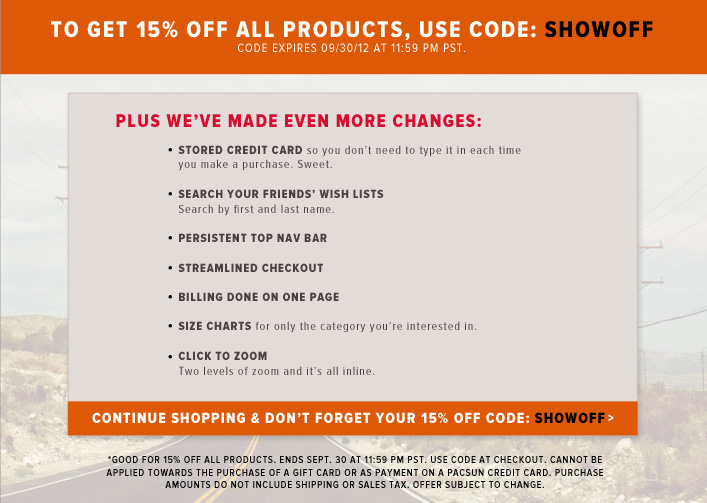 TO GET 15% OFF ALL PRODUCTS, USE CODE: SHOWOFF
CODE EXPIRES 09/30/12 AT 11:59 PM PST.
PLUS WE'VE MADE EVEN MORE CHANGES:
• STORED CREDIT CARD so you don't need to type it in each time
you make a purchase. Sweet.
• SEARCH YOUR FRIENDS' WISH LISTS
Search by first and last name.
• PERSISTENT TOP NAV BAR
• STREAMLINED CHECKOUT
• BILLING DONE ON ONE PAGE
• SIZE CHARTS for only the category you're interested in.
• CLICK TO ZOOM
Two levels of zoom and it's all inline.
CONTINUE SHOPPING & DON'T FORGET YOUR 15% OFF CODE: SHOWOFF >
*GOOD FOR 15% OFF ALL PRODUCTS. ENDS SEPT. 30 AT 11:59 PM PST. USE CODE AT CHECKOUT. CANNOT BE
APPLIED TOWARDS THE PURCHASE OF A GIFT CARD OR AS PAYMENT ON A PACSUN CREDIT CARD. PURCHASE
AMOUNTS DO NOT INCLUDE SHIPPING OR SALES TAX. OFFER SUBJECT TO CHANGE.